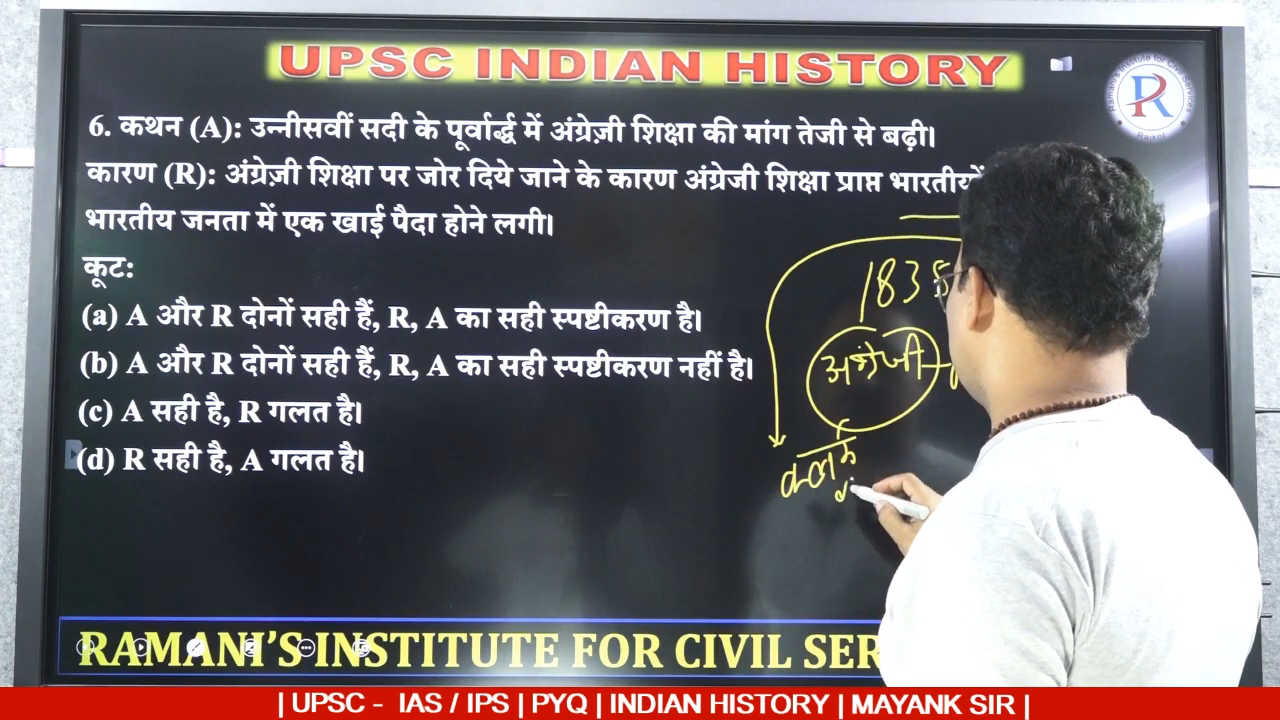 UPSC INDIAN HISTORY
6. कथन (A): उन्नीसवीं सदी के पूर्वार्द्ध में अंग्रेज़ी शिक्षा की मांग तेजी से बढ़ी।
कारण (R): अंग्रेज़ी शिक्षा पर जोर दिये जाने के कारण अंग्रेजी शिक्षा प्राप्त भारतीयों
भारतीय जनता में एक खाई पैदा होने लगी।
कूट:
(a) A और R दोनों सही हैं, R, A का सही स्पष्टीकरण है।
(b) A और R दोनों सही हैं, R, A का सही स्पष्टीकरण नहीं है।
(c) A सही है, R गलत है।
(d) R सही है, A गलत है।
1835
अंग्रेजी
क्लर्क
RAMANI'S INSTITUTE FOR CIVIL SER
| UPSC - IAS / IPS | PYQ | INDIAN HISTORY | MAYANK SIR |